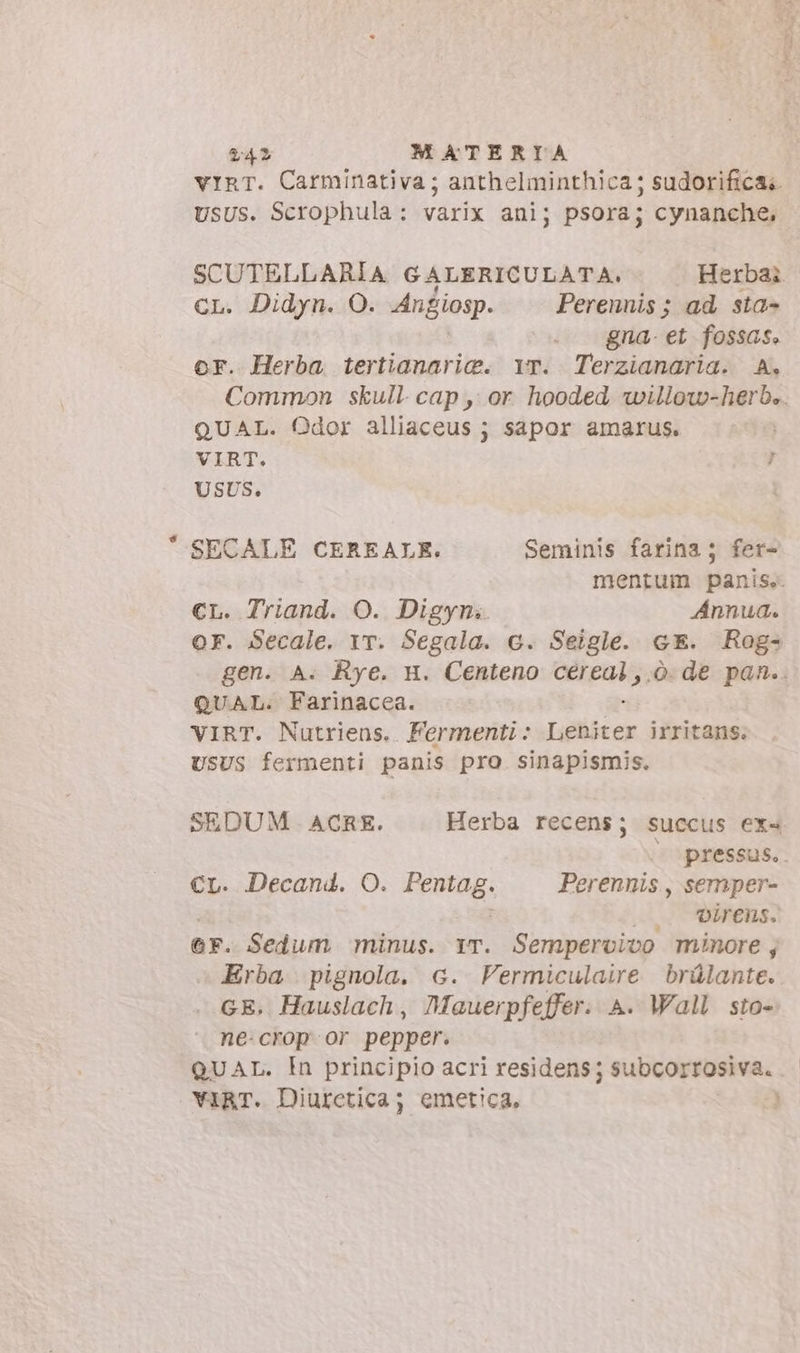 242 MATERIA
VIRT. Carminativa; anthelminthica; sudorifica.
USUS. Scrophula: varix ani; psora; cynanche,
SCUTELLARIA GALERICULATA. Herba:
CL. Didyn. O. Angiosp. Perennis; ad sta-
gna et fossas.
OF. Herba tertianariæ. IT. Terzianaria. A.
Common skull cap, or hooded willow-herb.
QUAL. Odor alliaceus; sapor amarus.
VIRT.
USUS.
* SECALE CEREALE. Seminis farina; fer-
mentum panis.
CL. Triand. O. Digyn. Annua.
OF. Secale. IT. Segala. G. Seigle. GE. Rog-
gen. A. Rye. H. Centeno céreal, ò de pan.
QUAL. Farinacea.
VIRT. Nutriens. Fermenti: Leniter irritans.
USUS fermenti panis pro sinapismis.
SEDUM ACRE. Herba recens; succus ex-
pressus.
CL. Decand. O. Pentag. Perennis, semper-
virens.
OF. Sedum minus. IT. Sempervivo minore,
Erba pignola. G. Vermiculaire brûlante.
GE. Hauslach, Mauerpfeffer. A. Wall sto-
ne-crop or pepper.
QUAL. In principio acri residens; subcorrosiva.
VIRT. Diuretica; emetica.